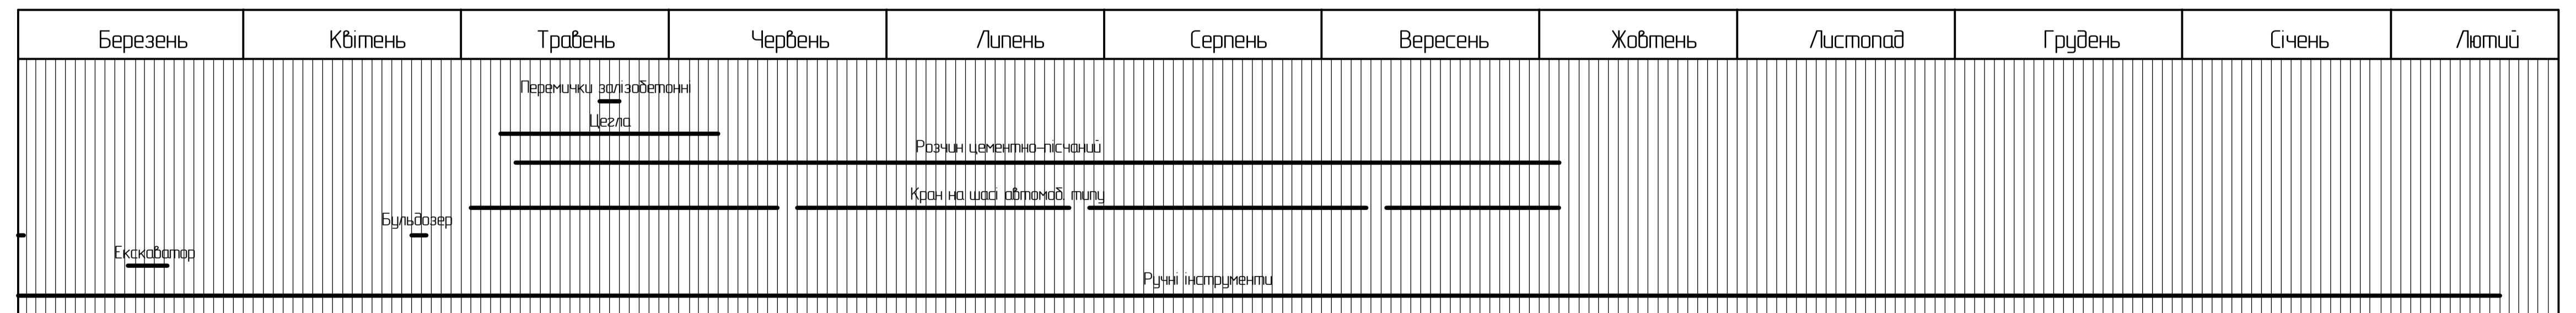 Березень Квітень Травень Червень Липень Серпень Вересень Жовтень Листопад Грудень Січень Лютий
Перемички залізобетонні
Цегла
Розчин цементно-пісчаний
Кран на шасі автомоб. типу
Бульдозер
Екскаватор
Ручні інструменти